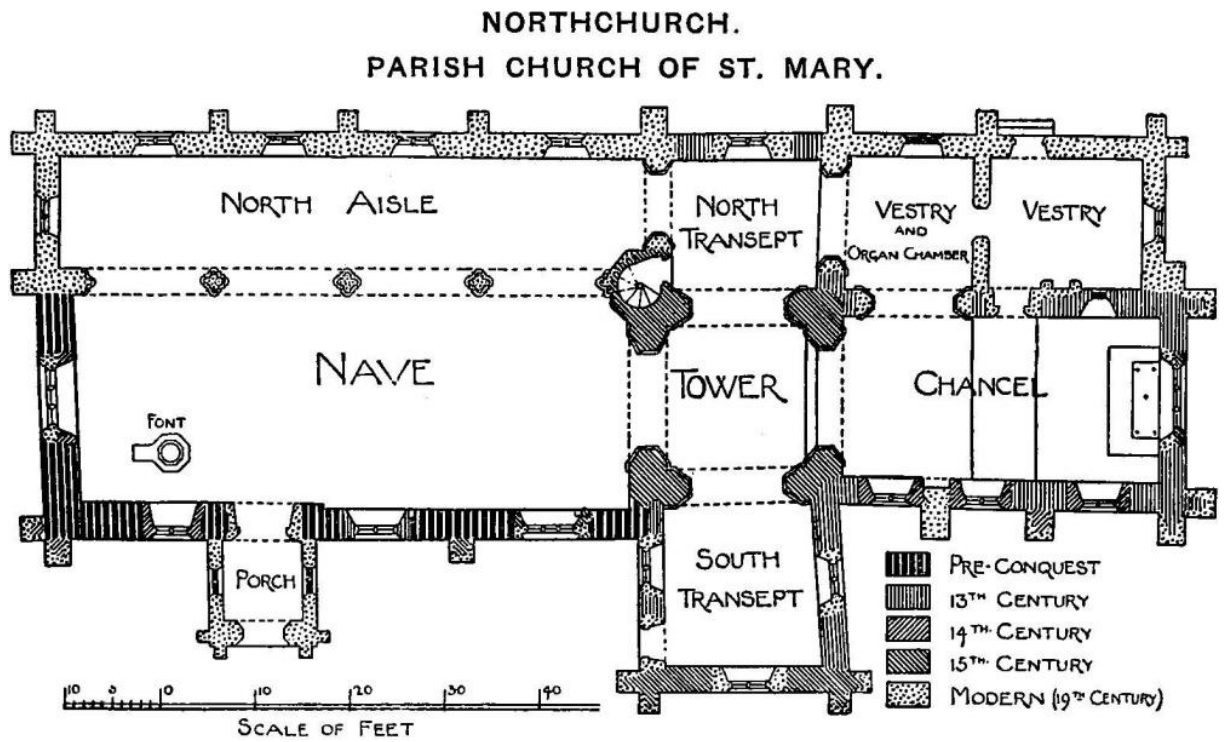 NORTHCHURCH.
PARISH CHURCH OF ST. MARY.
NORTH AISLE
NORTH
TRANSEPT
VESTRY
AND
ORGAN CHAMBER
VESTRY
NAVE
TOWER
CHANCEL
FONT
PORCH
SOUTH
TRANSEPT
PRE-CONQUEST
13TH CENTURY
14TH CENTURY
15TH CENTURY
MODERN (19TH CENTURY)
10 5 0 10 20 30 40
SCALE OF FEET